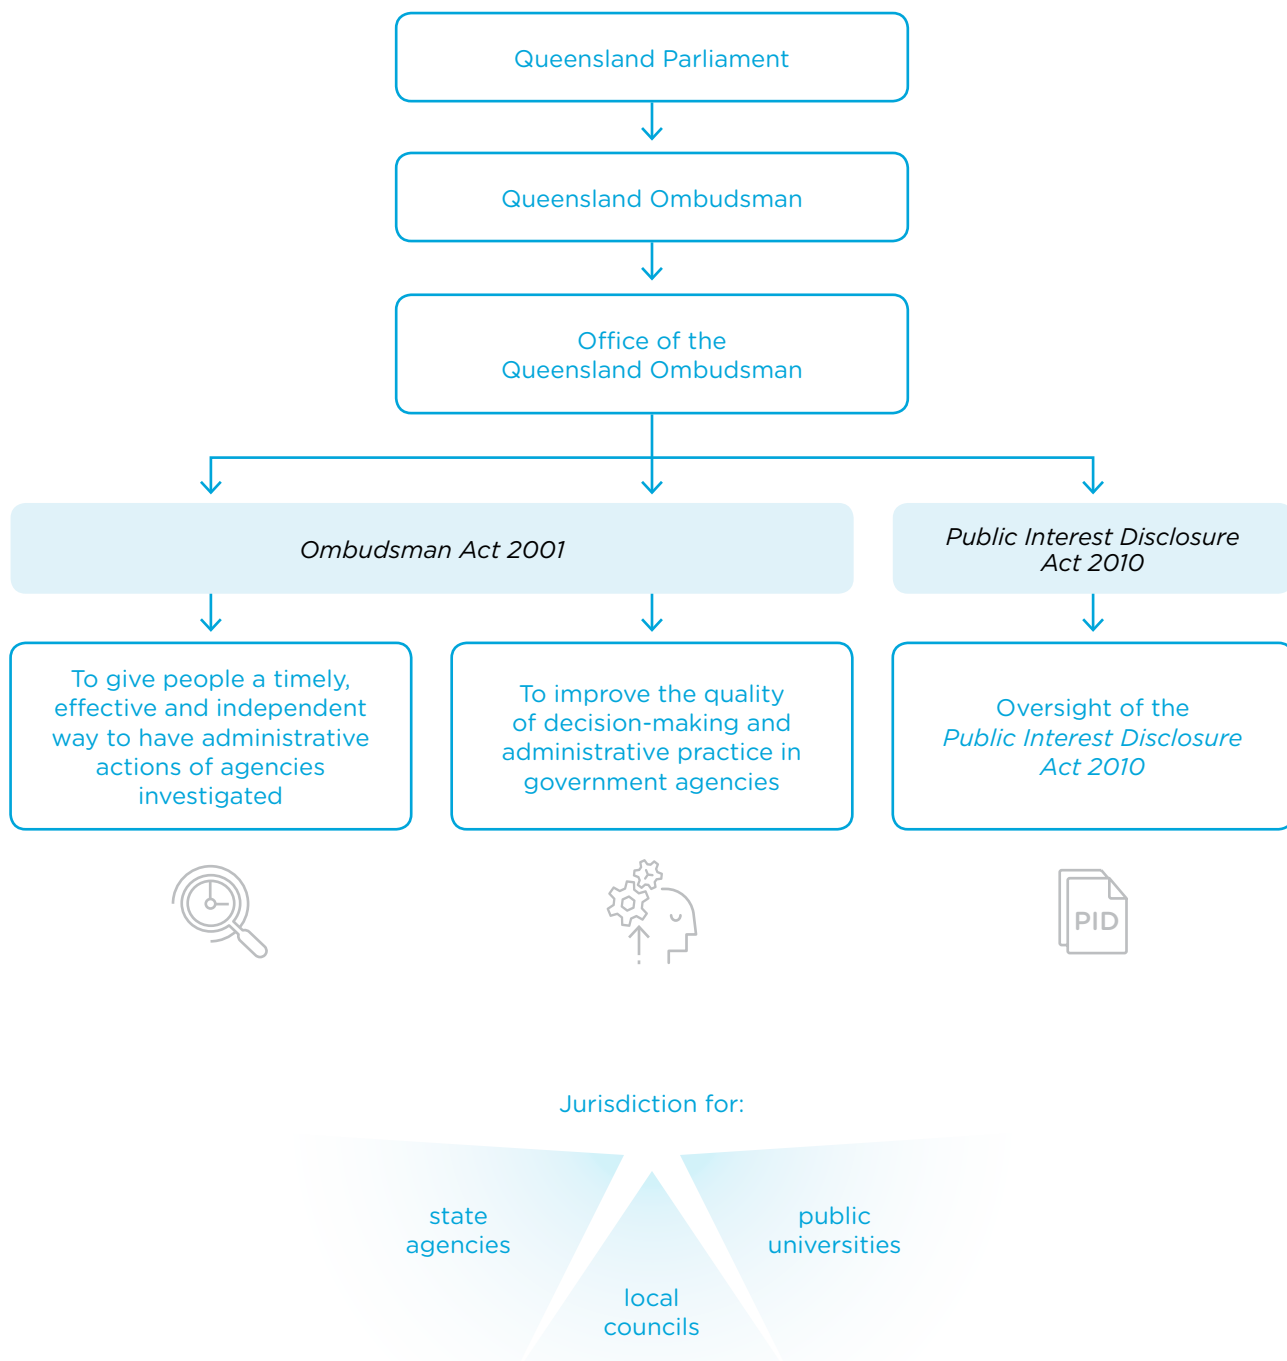 Queensland Parliament
Queensland Ombudsman
Office of the
Queensland Ombudsman
Ombudsman Act 2001
Public Interest Disclosure
Act 2010
To give people a timely,
effective and independent
way to have administrative
actions of agencies
investigated
To improve the quality
of decision-making and
administrative practice in
government agencies
Oversight of the
Public Interest Disclosure
Act 2010
PID
Jurisdiction for:
state
agencies
local
councils
public
universities